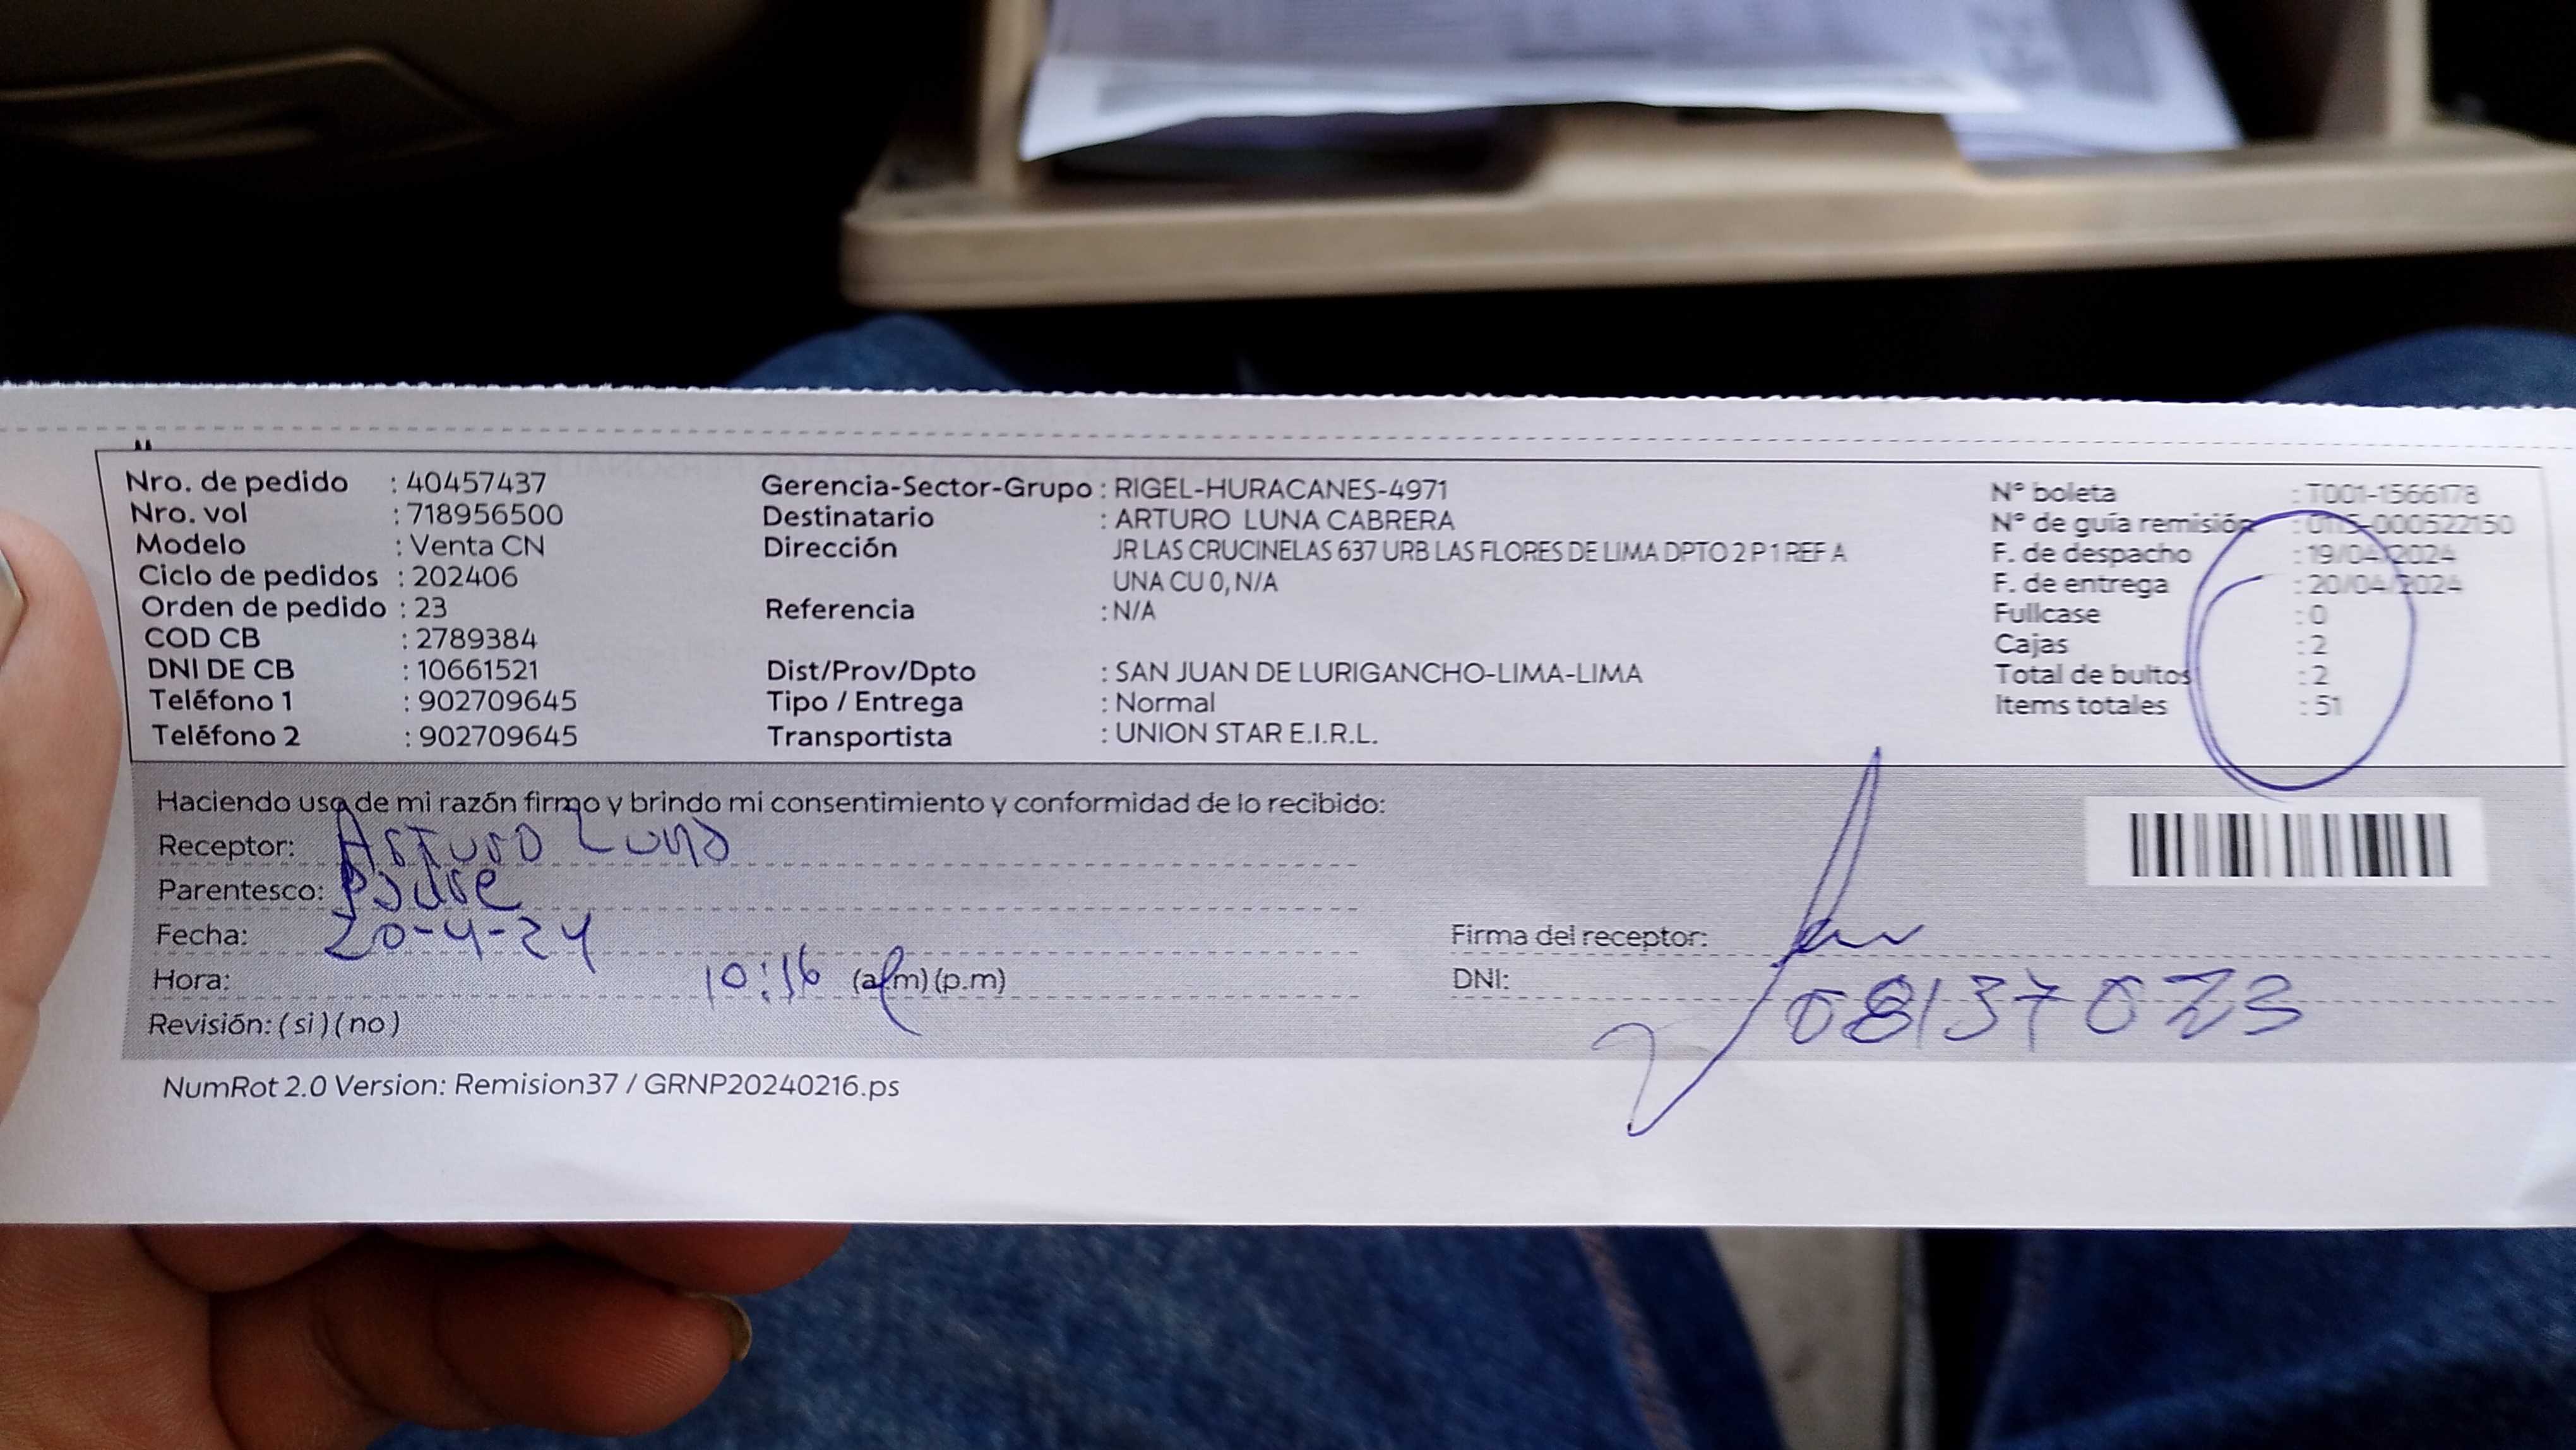 Nro. de pedido : 40457437
Nro. vol : 718956500
Modelo : Venta CN
Ciclo de pedidos : 202406
Orden de pedido : 23
COD CB : 2789384
DNI DE CB : 10661521
Teléfono 1 : 902709645
Teléfono 2 : 902709645
Gerencia-Sector-Grupo : RIGEL-HURACANES-4971
Destinatario : ARTURO LUNA CABRERA
Dirección JR LAS CRUCINELAS 637 URB LAS FLORES DE LIMA DPTO 2 P 1 REF A
UNA CU 0, N/A
Referencia : N/A
Dist/Prov/Dpto : SAN JUAN DE LURIGANCHO-LIMA-LIMA
Tipo / Entrega : Normal
Transportista : UNION STAR E.I.R.L.
N° boleta : T001-1566178
N° de guía remisión : 0115-000522150
F. de despacho : 19/04/2024
F. de entrega : 20/04/2024
Fullcase : 0
Cajas : 2
Total de bultos : 2
Items totales : 51
Haciendo uso de mi razón firmo y brindo mi consentimiento y conformidad de lo recibido:
Receptor: Arturo Luna
Parentesco: Padre
Fecha: 20-4-24
Hora: 10:16 (a.m) (p.m)
Revisión: ( si ) ( no )
Firma del receptor:
DNI: 08137023
NumRot 2.0 Version: Remision37 / GRNP20240216.ps